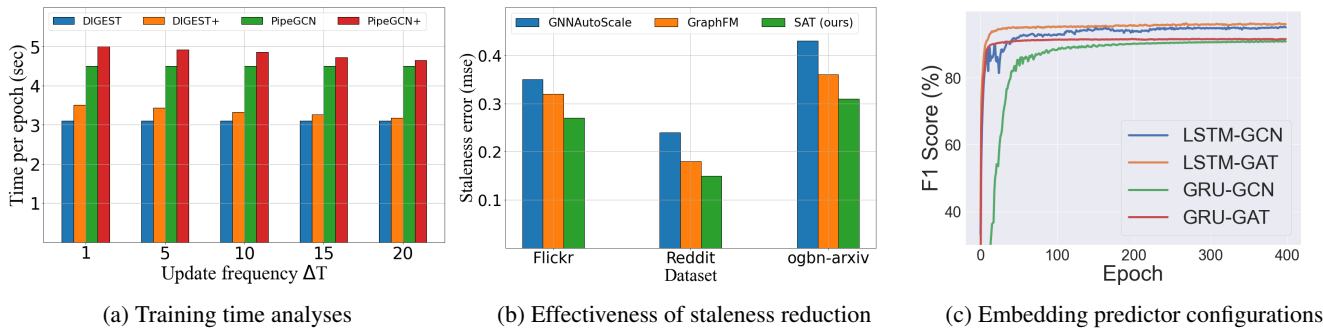 DIGEST DIGEST+ PipeGCN PipeGCN+
Time per epoch (sec)
5
4
3
2
1
1 5 10 15 20
Update frequency ΔT
(a) Training time analyses
GNNAutoScale GraphFM SAT (ours)
Staleness error (mse)
0.4
0.3
0.2
0.1
Flickr Reddit ogbn-arxiv
Dataset
(b) Effectiveness of staleness reduction
F1 Score (%)
80
60
40
LSTM-GCN
LSTM-GAT
GRU-GCN
GRU-GAT
0 100 200 300 400
Epoch
(c) Embedding predictor configurations